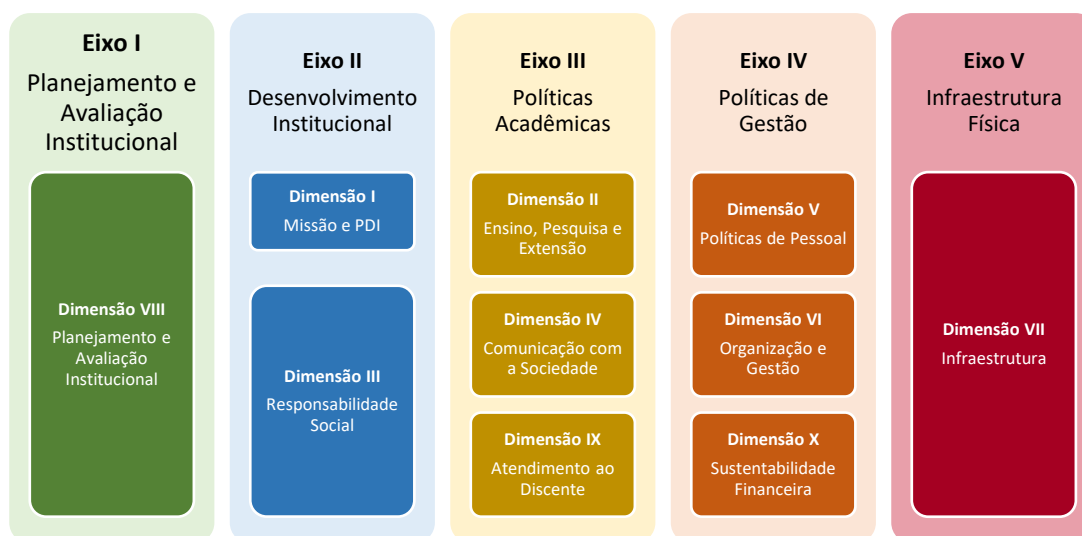 Eixo I
Planejamento e
Avaliação
Institucional
Dimensão VIII
Planejamento e
Avaliação
Institucional
Eixo II
Desenvolvimento
Institucional
Dimensão I
Missão e PDI
Dimensão III
Responsabilidade
Social
Eixo III
Políticas
Acadêmicas
Dimensão II
Ensino, Pesquisa e
Extensão
Dimensão IV
Comunicação com
a Sociedade
Dimensão IX
Atendimento ao
Discente
Eixo IV
Políticas de
Gestão
Dimensão V
Políticas de Pessoal
Dimensão VI
Organização e
Gestão
Dimensão X
Sustentabilidade
Financeira
Eixo V
Infraestrutura
Física
Dimensão VII
Infraestrutura